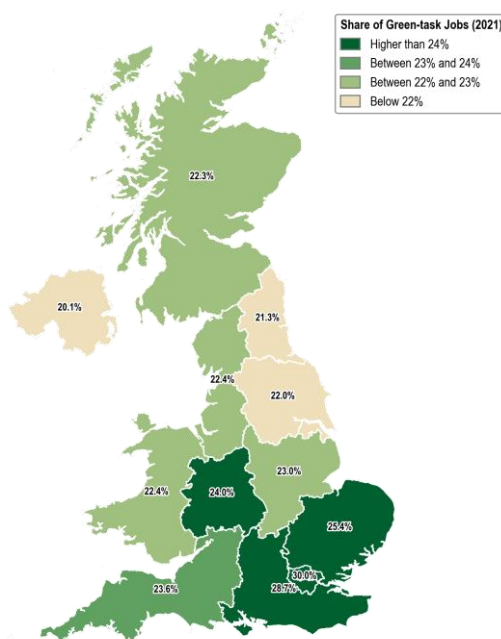 Share of Green-task Jobs (2021)
Higher than 24%
Between 23% and 24%
Between 22% and 23%
Below 22%
22.3%
20.1%
21.3%
22.4%
22.0%
23.0%
22.4%
24.0%
25.4%
30.0%
23.6%
28.7%